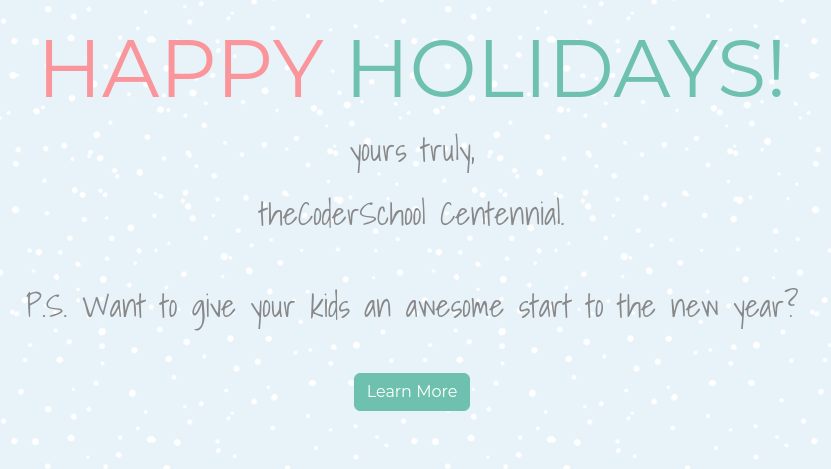 HAPPY HOLIDAYS!
yours truly,
theCoderSchool Centennial.
P.S. Want to give your kids an awesome start to the new year?
Learn More